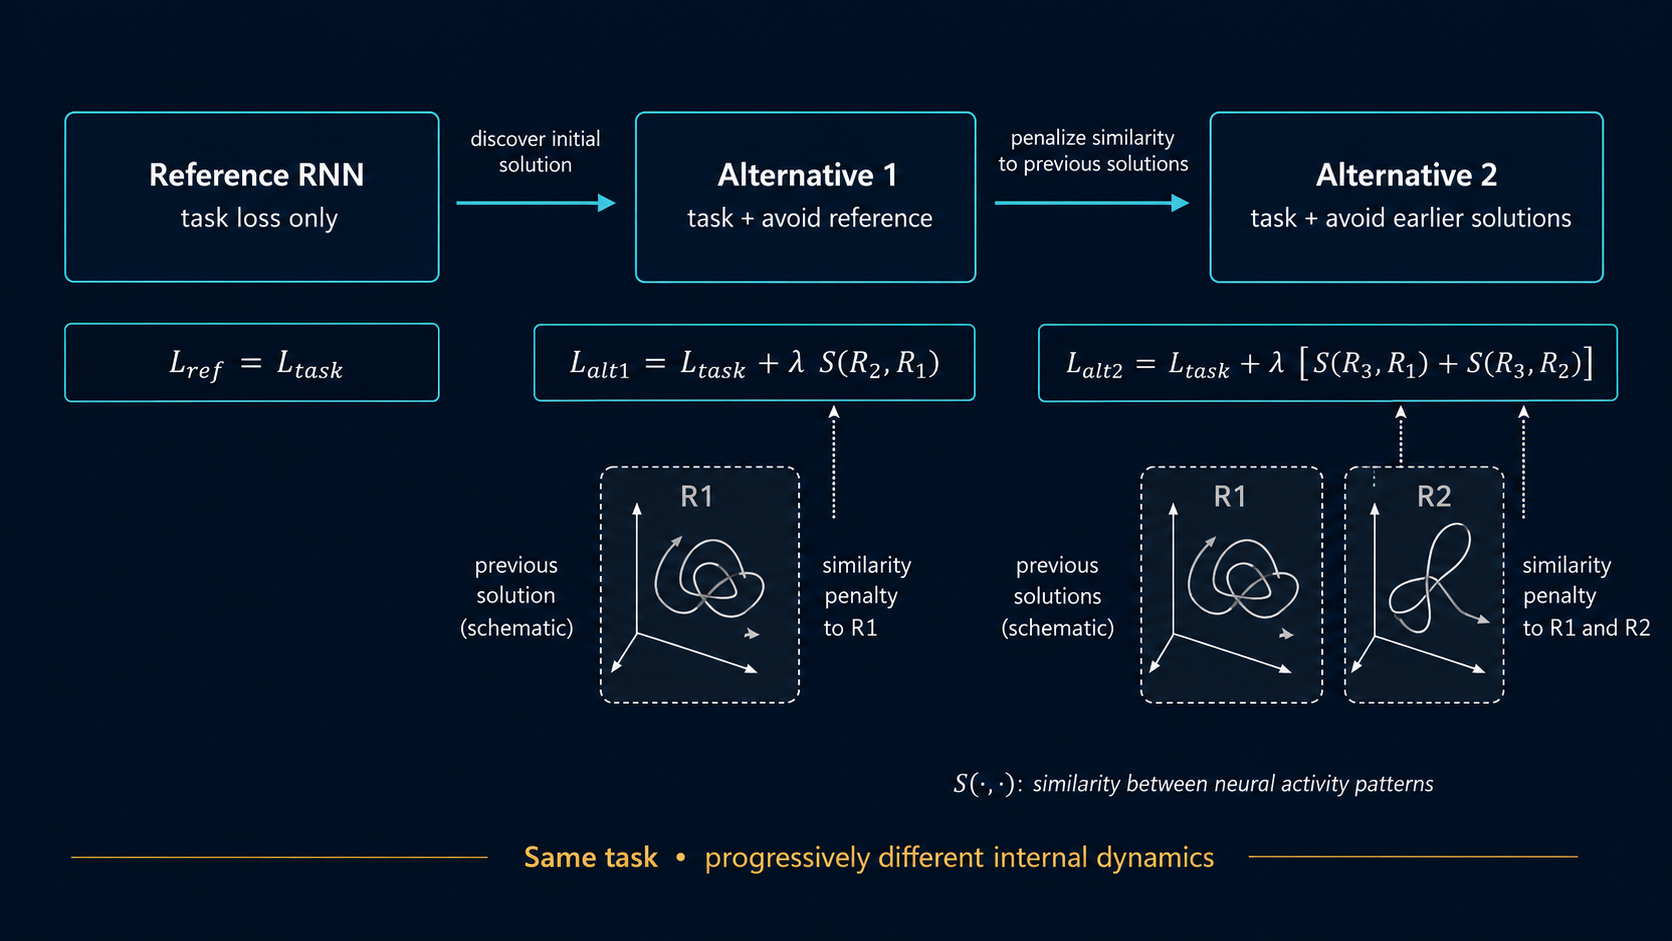 Reference RNN
task loss only
discover initial
solution
Alternative 1
task + avoid reference
penalize similarity
to previous solutions
Alternative 2
task + avoid earlier solutions
L_ref = L_task
L_alt1 = L_task + λ S(R_2, R_1)
L_alt2 = L_task + λ [S(R_3, R_1) + S(R_3, R_2)]
previous
solution
(schematic)
R1
similarity
penalty
to R1
previous
solutions
(schematic)
R1
R2
similarity
penalty
to R1 and R2
S(·,·): similarity between neural activity patterns
Same task • progressively different internal dynamics